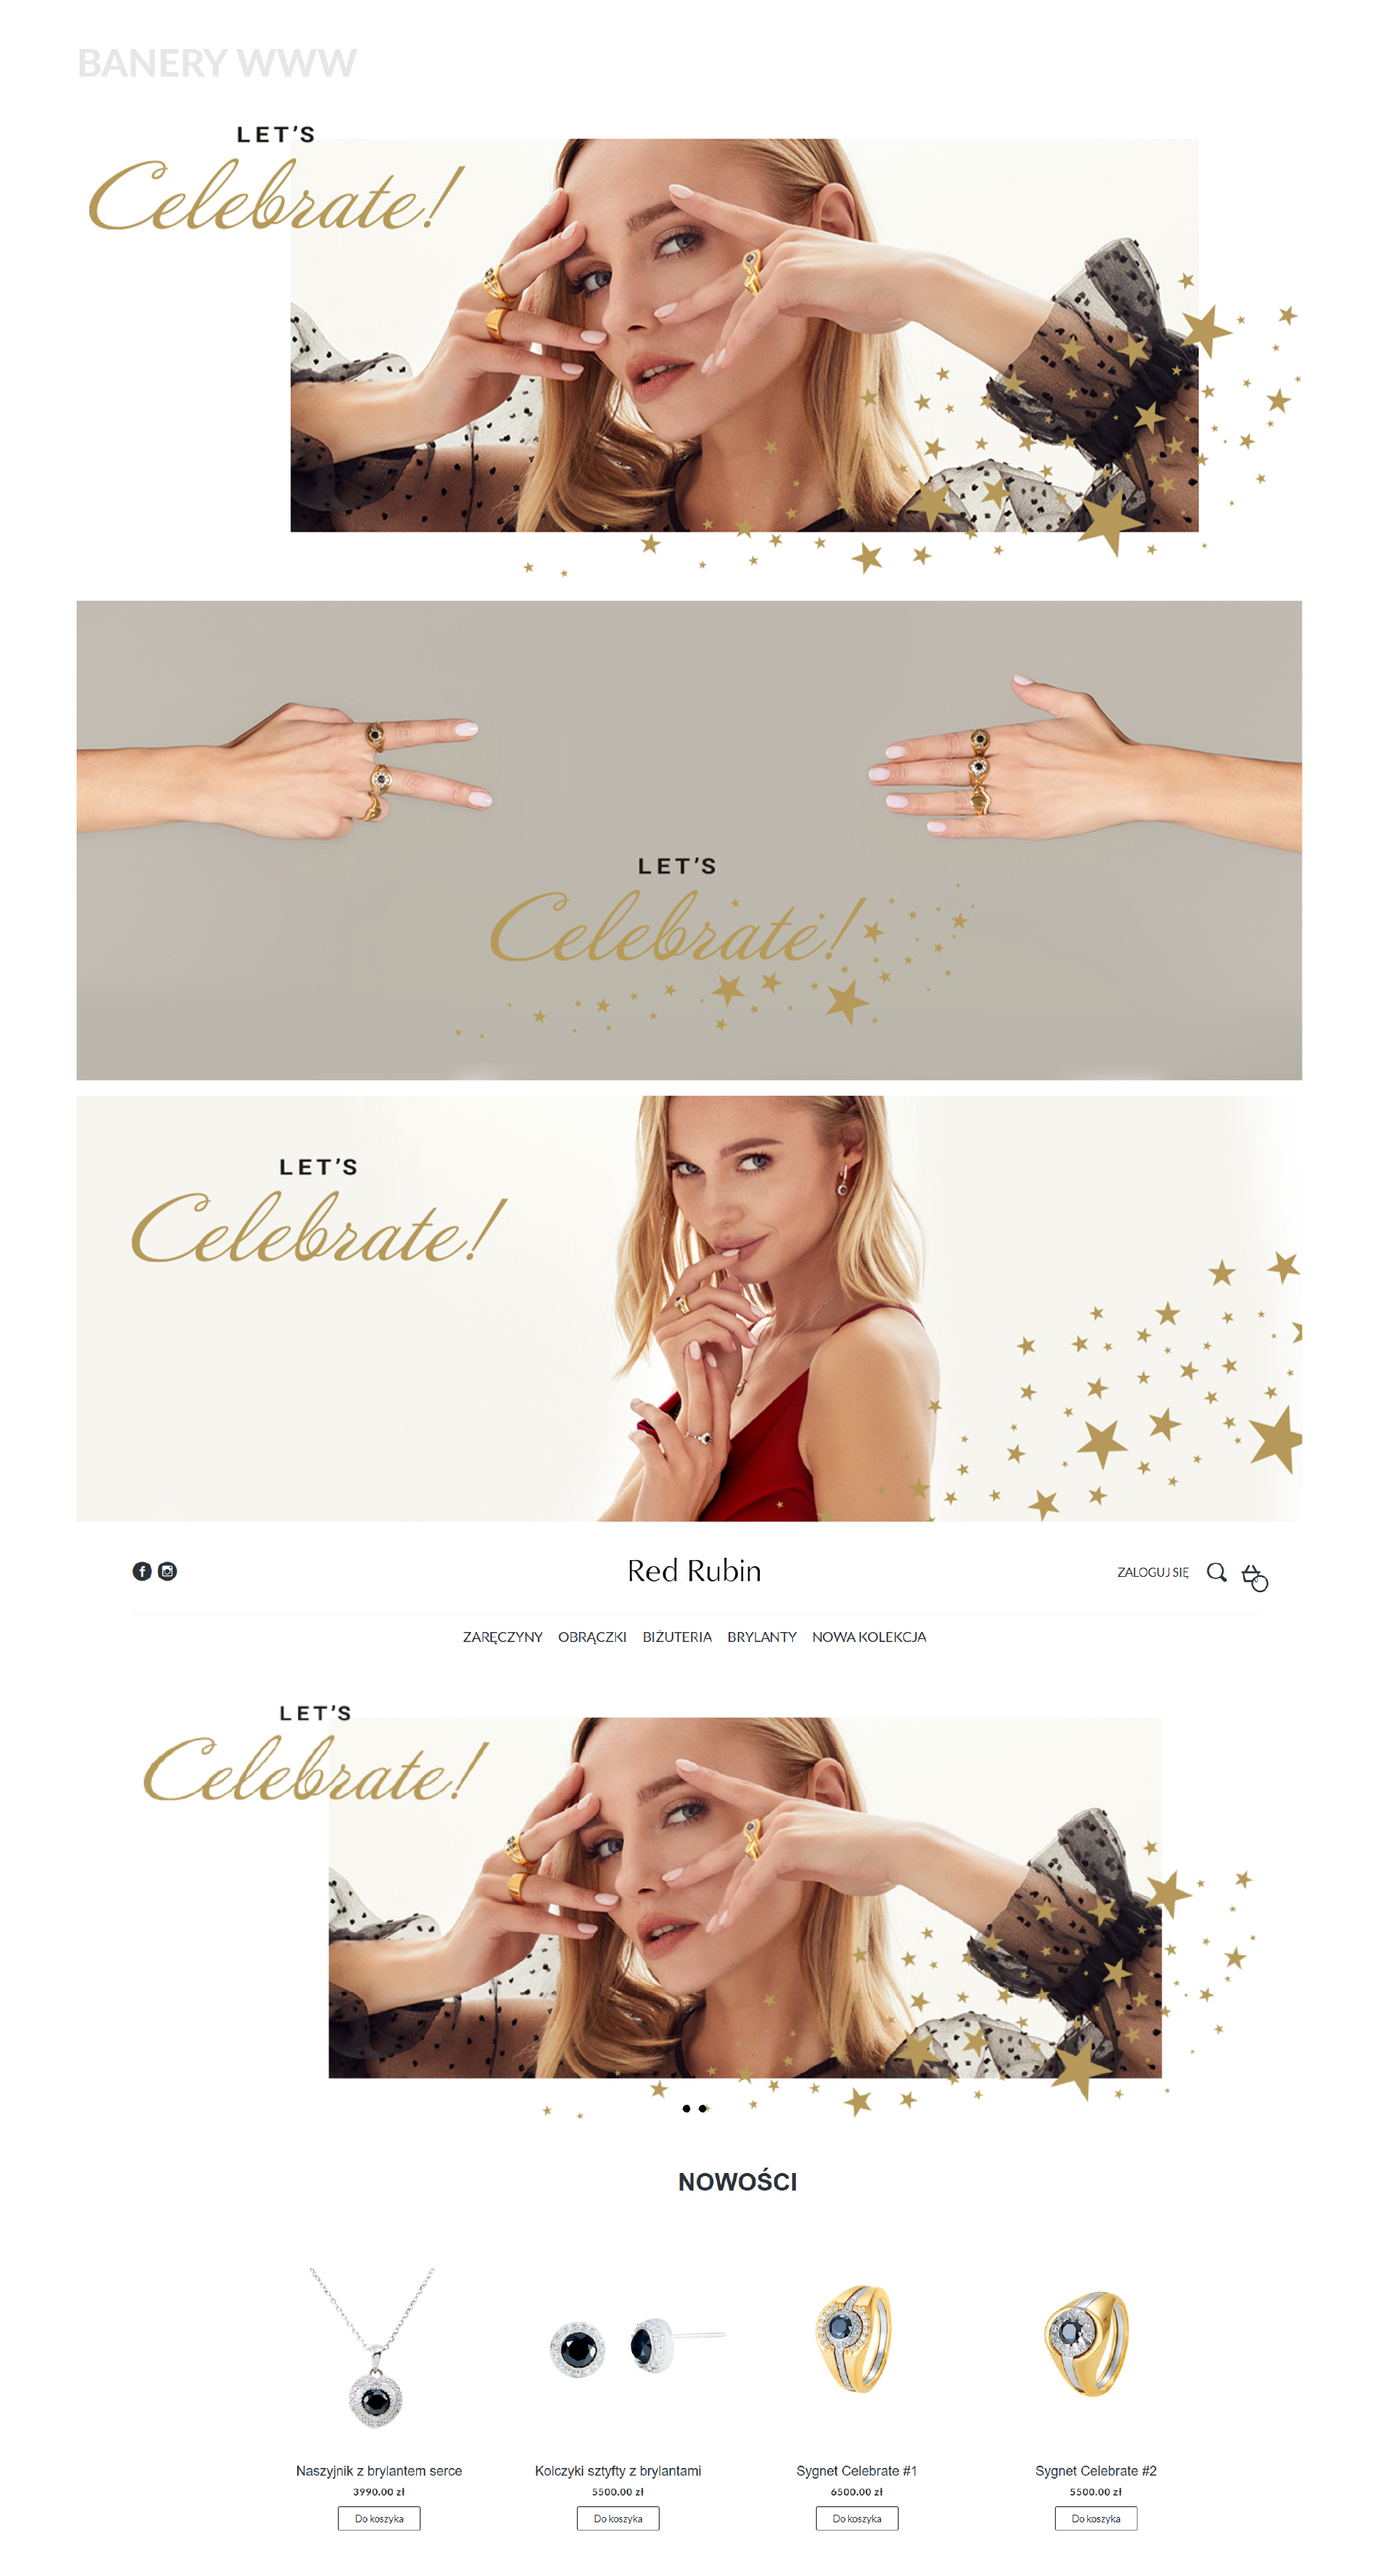 BANERY WWW
LET'S
Celebrate!
LET'S
Celebrate!
LET'S
Celebrate!
Red Rubin
ZALOGUJ SIĘ
ZARĘCZYNY OBRĄCZKI BIŻUTERIA BRYLANTY NOWA KOLEKCJA
LET'S
Celebrate!
NOWOŚCI
Naszyjnik z brylantem serce
3990.00 zł
Do koszyka
Kolczyki sztyfty z brylantami
5500.00 zł
Do koszyka
Sygnet Celebrate #1
6500.00 zł
Do koszyka
Sygnet Celebrate #2
5500.00 zł
Do koszyka